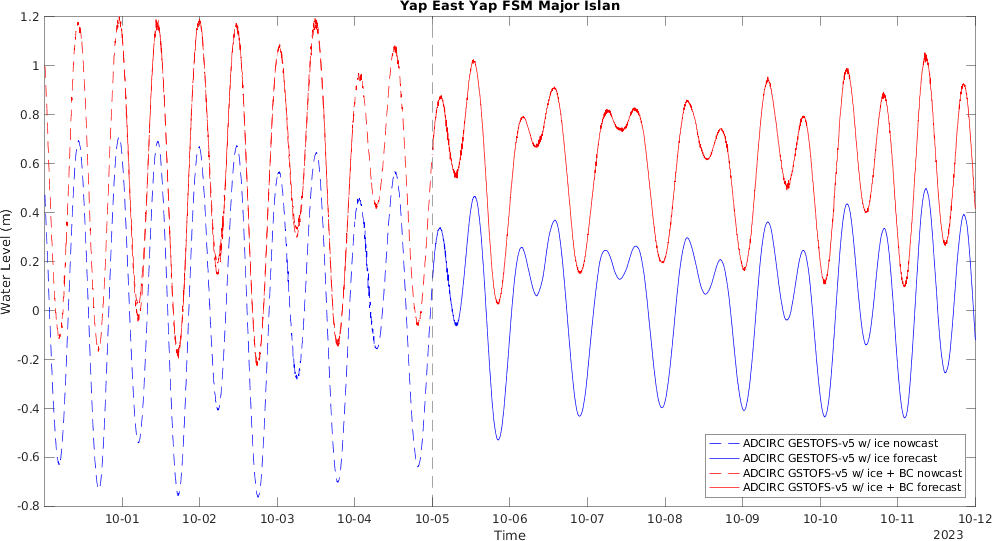 Yap East Yap FSM Major Islan
1.2
1
0.8
0.6
0.4
0.2
0
-0.2
-0.4
-0.6
-0.8
Water Level (m)
ADCIRC GESTOFS-v5 w/ ice nowcast
ADCIRC GESTOFS-v5 w/ ice forecast
ADCIRC GSTOFS-v5 w/ ice + BC nowcast
ADCIRC GSTOFS-v5 w/ ice + BC forecast
10-01 10-02 10-03 10-04 10-05 10-06 10-07 10-08 10-09 10-10 10-11 10-12
Time
2023